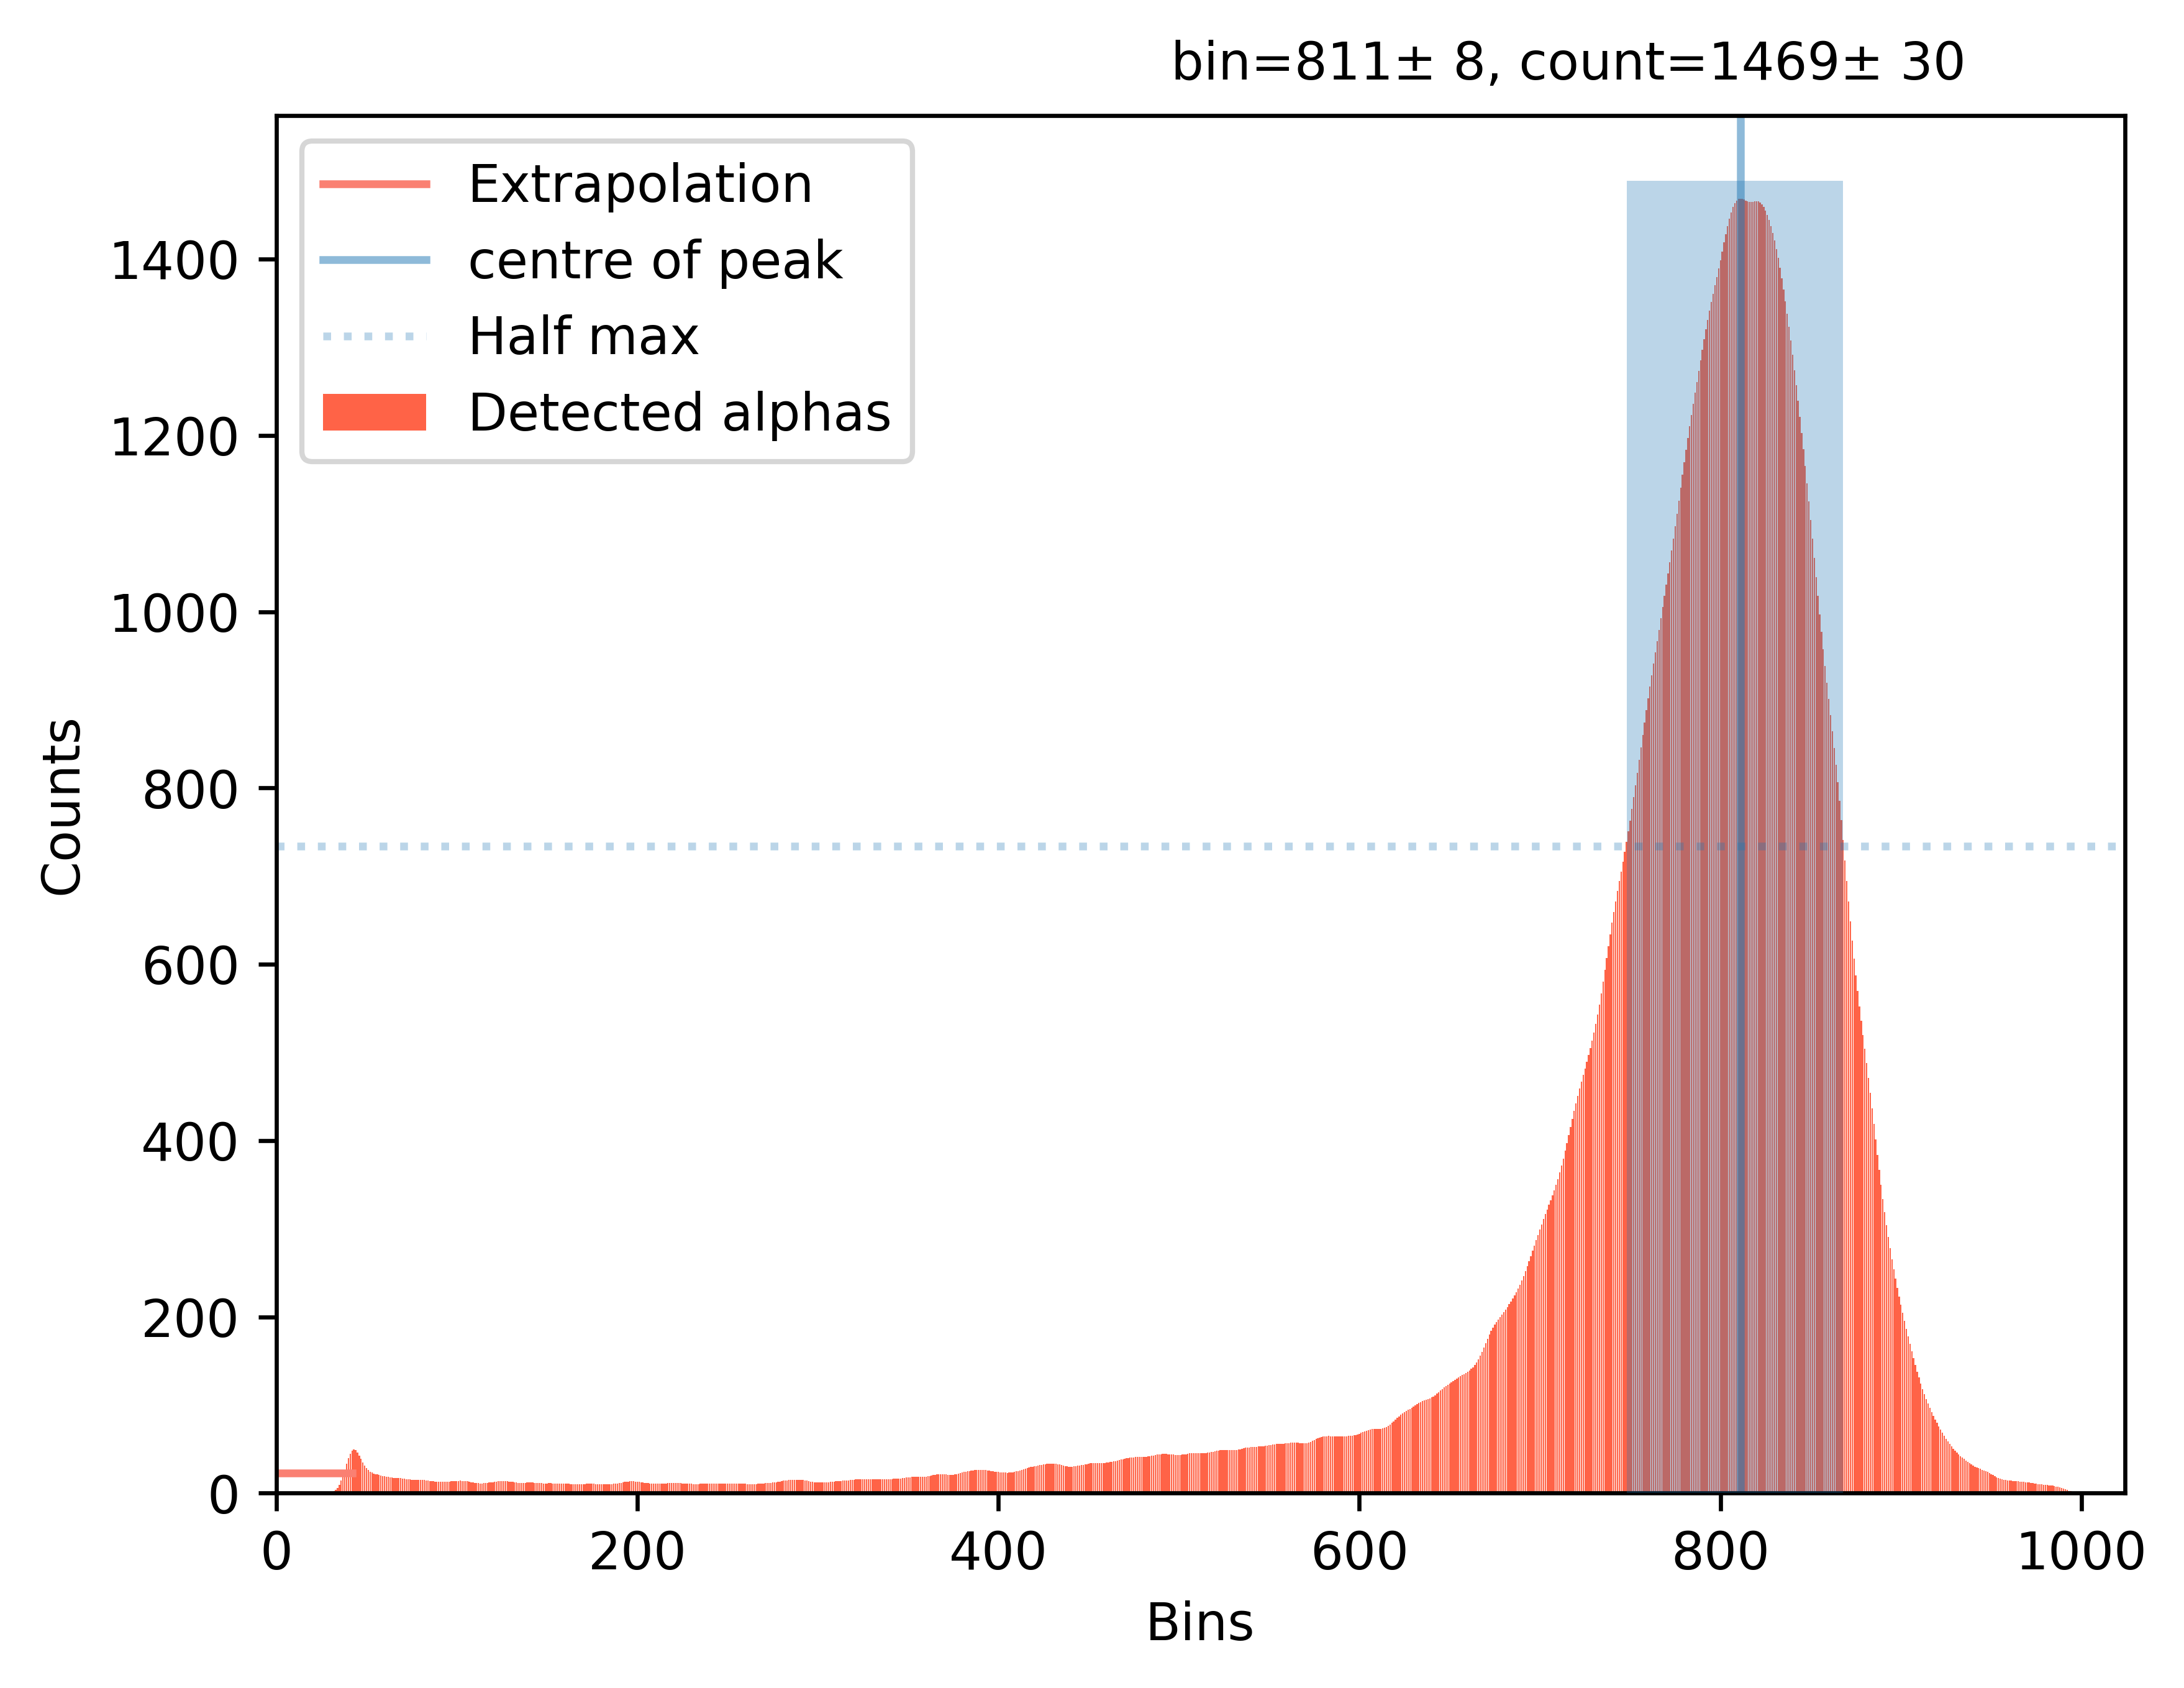 bin=811± 8, count=1469± 30
Extrapolation
centre of peak
Half max
Detected alphas
1400
1200
1000
800
600
400
200
0
Counts
0 200 400 600 800 1000
Bins